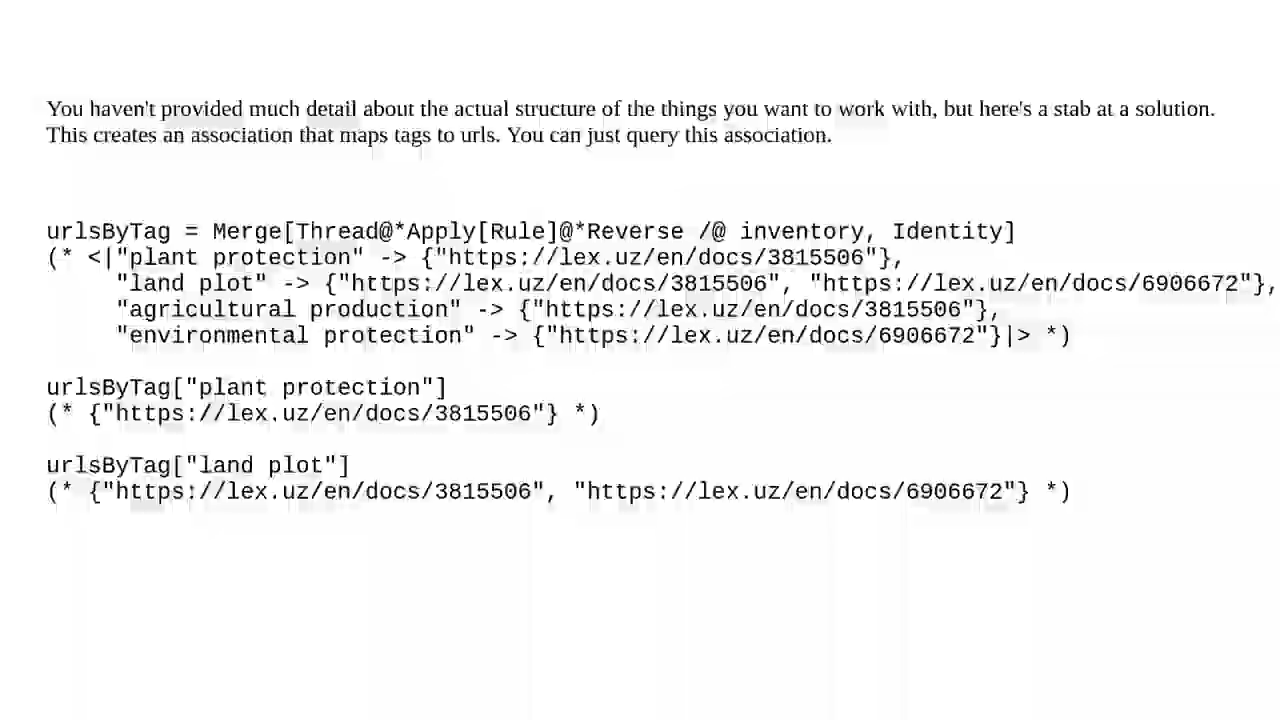 You haven't provided much detail about the actual structure of the things you want to work with, but here's a stab at a solution.
This creates an association that maps tags to urls. You can just query this association.
urlsByTag = Merge[Thread@*Apply[Rule]@*Reverse /@ inventory, Identity]
(* <|"plant protection" -> {"https://lex.uz/en/docs/3815506"},
"land plot" -> {"https://lex.uz/en/docs/3815506", "https://lex.uz/en/docs/6906672"},
"agricultural production" -> {"https://lex.uz/en/docs/3815506"},
"environmental protection" -> {"https://lex.uz/en/docs/6906672"}|> *)
urlsByTag["plant protection"]
(* {"https://lex.uz/en/docs/3815506"} *)
urlsByTag["land plot"]
(* {"https://lex.uz/en/docs/3815506", "https://lex.uz/en/docs/6906672"} *)